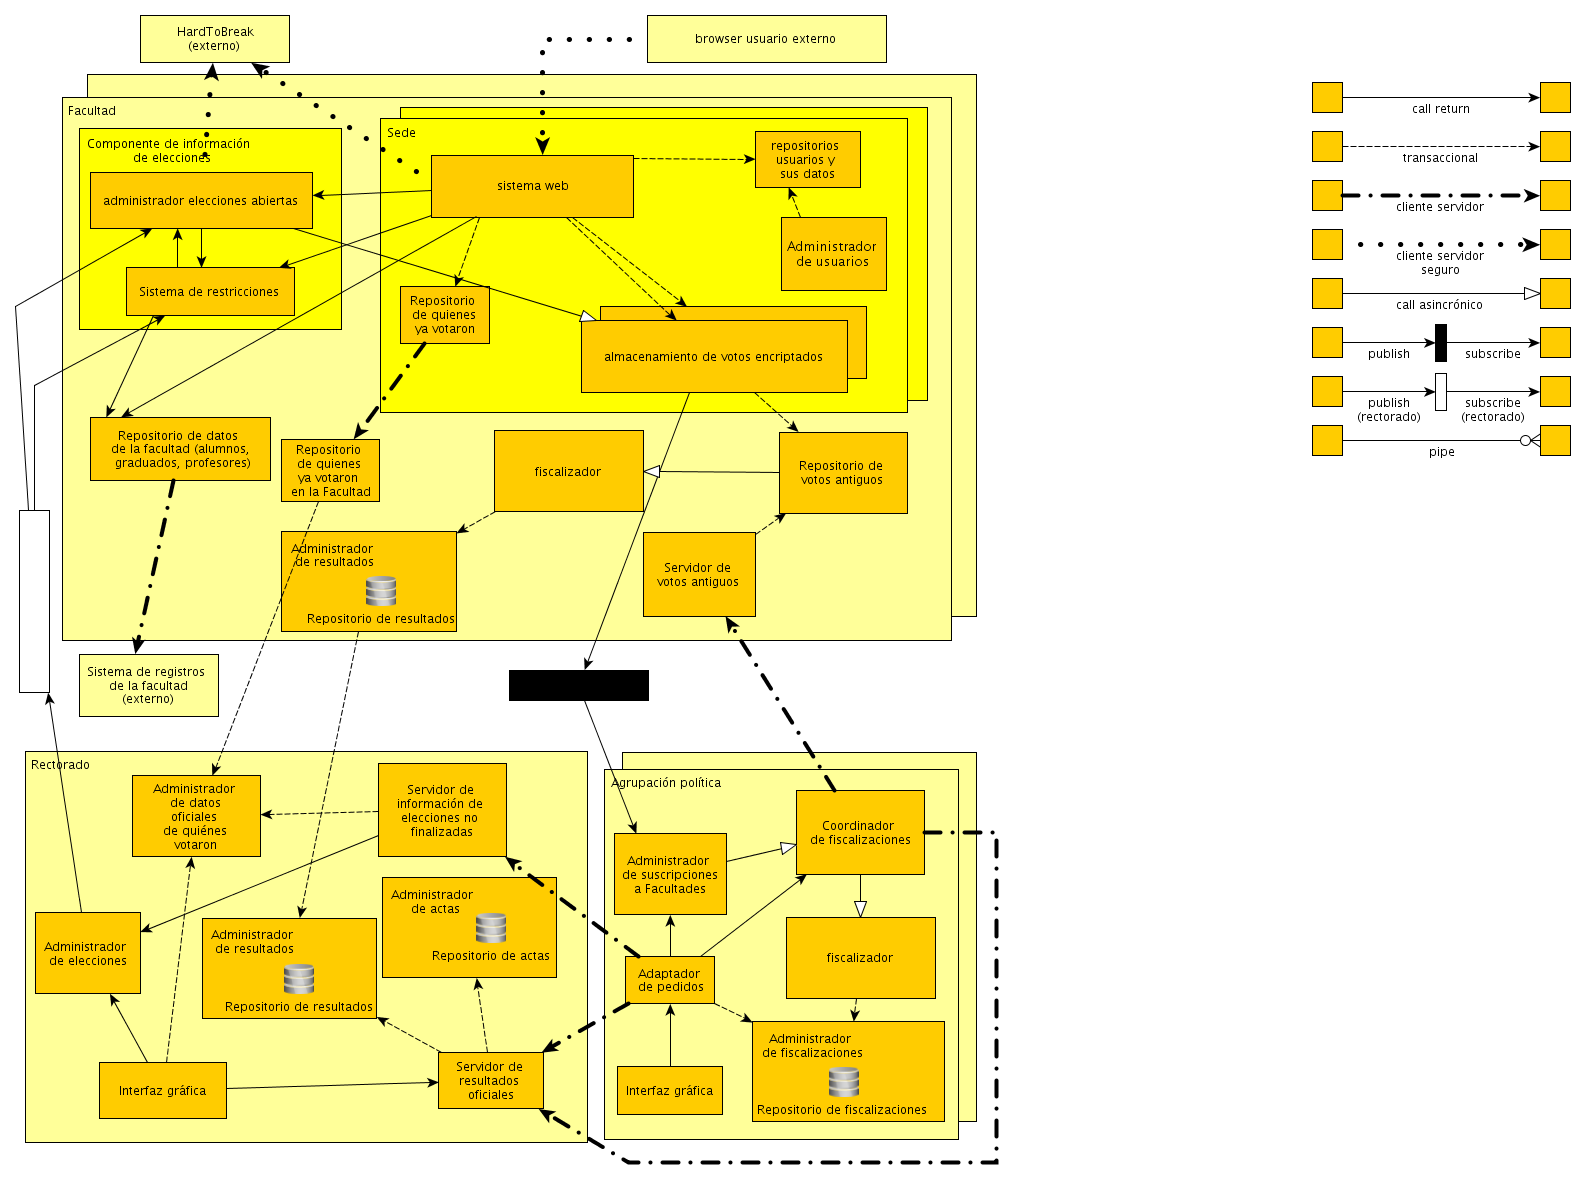 HardToBreak
(externo)
browser usuario externo
Facultad
Componente de información
de elecciones
administrador elecciones abiertas
Sistema de restricciones
Sede
sistema web
repositorios
usuarios y
sus datos
Administrador
de usuarios
Repositorio
de quienes
ya votaron
almacenamiento de votos encriptados
Repositorio de datos
de la facultad (alumnos,
graduados, profesores)
Repositorio
de quienes
ya votaron
en la Facultad
fiscalizador
Repositorio de
votos antiguos
Administrador
de resultados
Repositorio de resultados
Servidor de
votos antiguos
Sistema de registros
de la facultad
(externo)
Rectorado
Administrador
de datos
oficiales
de quiénes
votaron
Servidor de
información de
elecciones no
finalizadas
Administrador
de elecciones
Administrador
de resultados
Repositorio de resultados
Administrador
de actas
Repositorio de actas
Interfaz gráfica
Servidor de
resultados
oficiales
Agrupación política
Coordinador
de fiscalizaciones
Administrador
de suscripciones
a Facultades
Adaptador
de pedidos
fiscalizador
Interfaz gráfica
Administrador
de fiscalizaciones
Repositorio de fiscalizaciones
call return
transaccional
cliente servidor
cliente servidor
seguro
call asincrónico
publish
subscribe
publish
(rectorado)
subscribe
(rectorado)
pipe